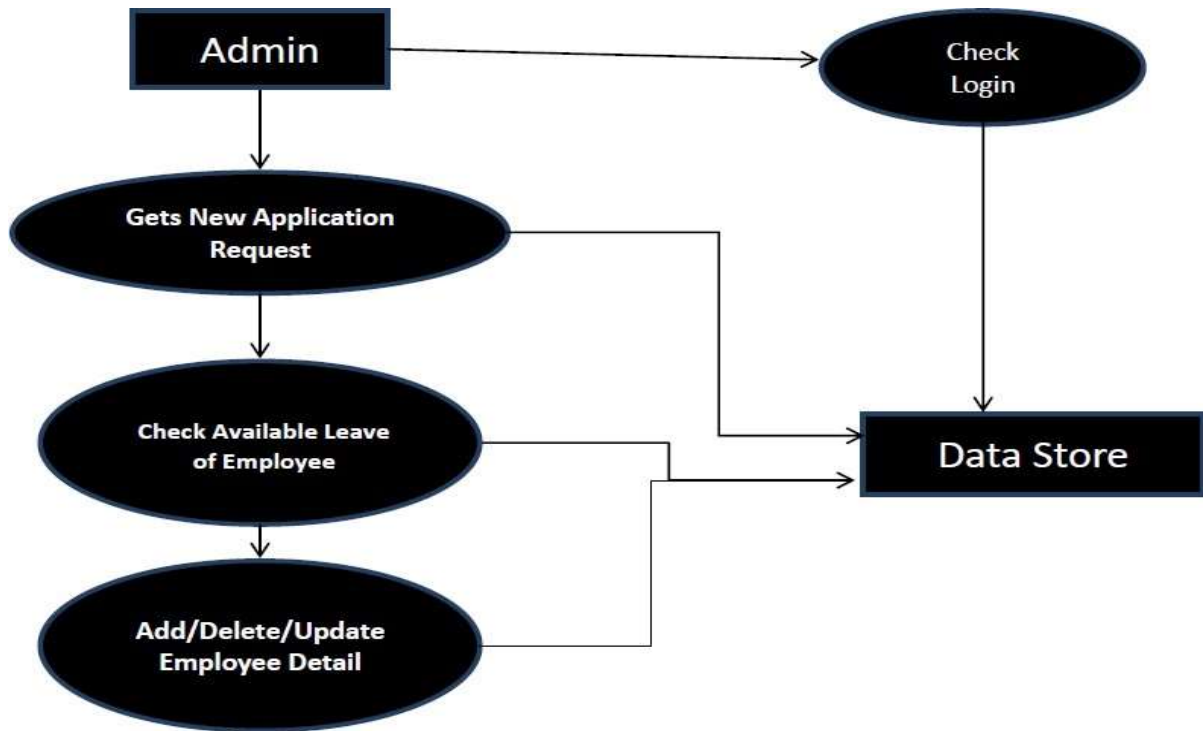 Admin
Check
Login
Gets New Application
Request
Check Available Leave
of Employee
Data Store
Add/Delete/Update
Employee Detail